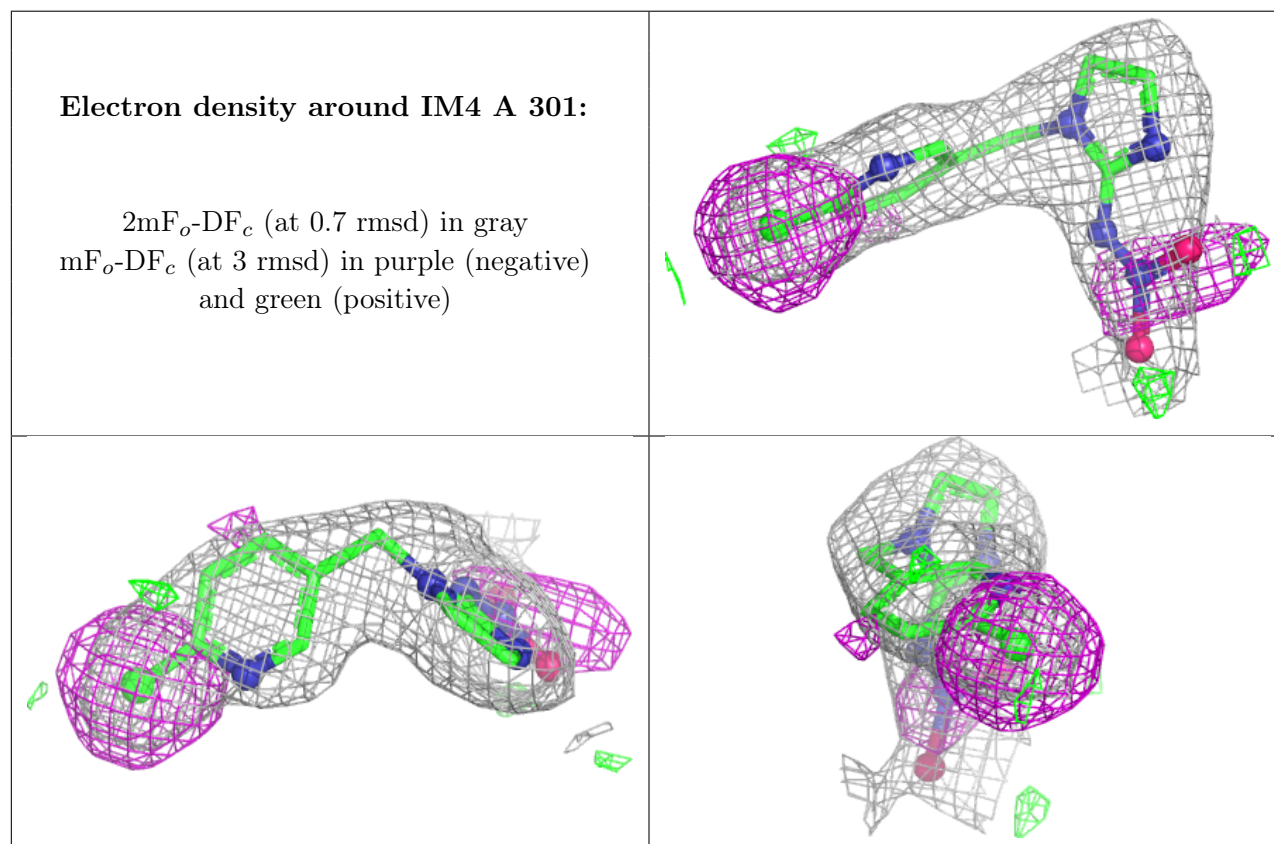 Electron density around IM4 A 301:
2mFo-DFc (at 0.7 rmsd) in gray
mFo-DFc (at 3 rmsd) in purple (negative)
and green (positive)